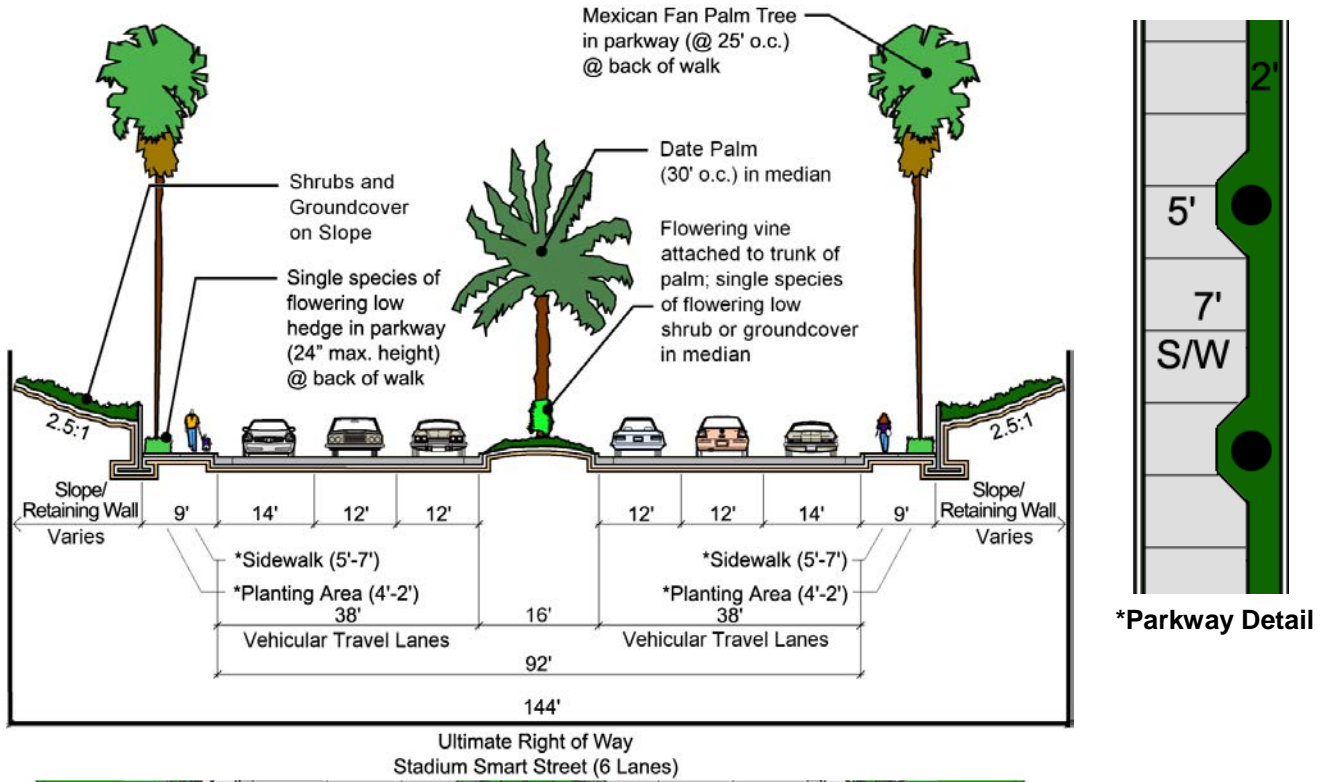 Mexican Fan Palm Tree
in parkway (@ 25' o.c.)
@ back of walk
Date Palm
(30' o.c.) in median
Shrubs and
Groundcover
on Slope
Flowering vine
attached to trunk of
palm; single species
of flowering low
shrub or groundcover
in median
Single species of
flowering low
hedge in parkway
(24" max. height)
@ back of walk
2.5:1
2.5:1
Slope/
Retaining Wall
Varies
9'
14'
12'
12'
12'
12'
14'
9'
Slope/
Retaining Wall
Varies
*Sidewalk (5'-7')
*Planting Area (4'-2')
*Sidewalk (5'-7')
*Planting Area (4'-2')
38'
16'
38'
Vehicular Travel Lanes
Vehicular Travel Lanes
92'
144'
Ultimate Right of Way
Stadium Smart Street (6 Lanes)
2'
5'
7'
S/W
*Parkway Detail